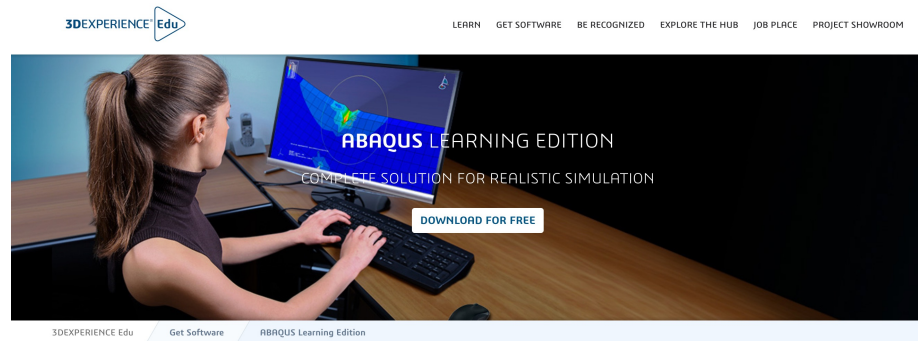 3DEXPERIENCE® Edu
LEARN GET SOFTWARE BE RECOGNIZED EXPLORE THE HUB JOB PLACE PROJECT SHOWROOM
ABAQUS LEARNING EDITION
COMPLETE SOLUTION FOR REALISTIC SIMULATION
DOWNLOAD FOR FREE
3DEXPERIENCE Edu Get Software ABAQUS Learning Edition